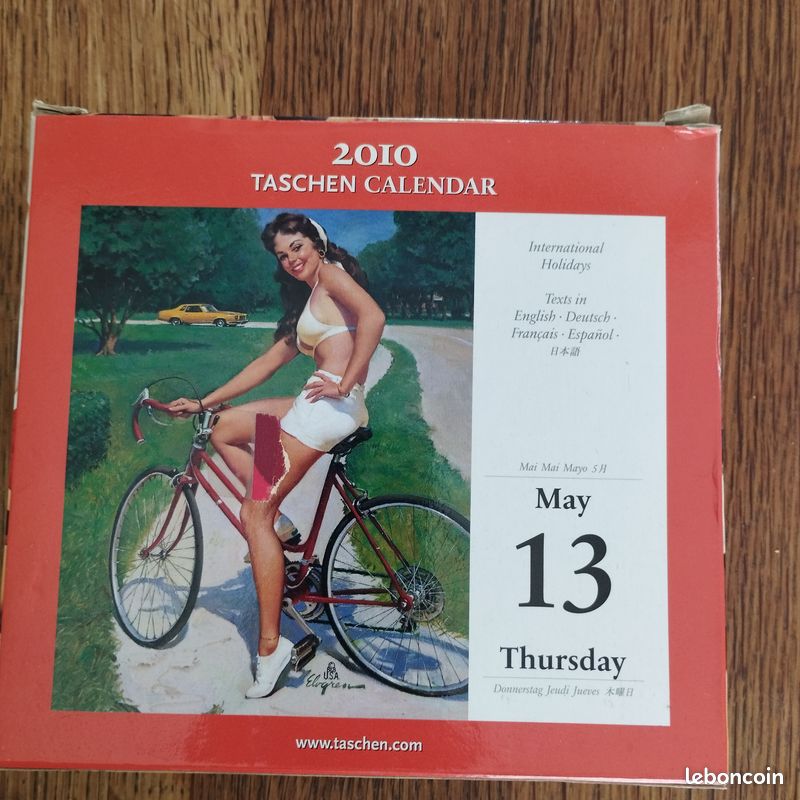 2010
TASCHEN CALENDAR
International
Holidays
Texts in
English · Deutsch ·
Français · Español ·
日本語
Mai Mai Mayo 5月
May
13
Thursday
Donnerstag Jeudi Jueves 木曜日
USA
Elvgren
www.taschen.com
leboncoin